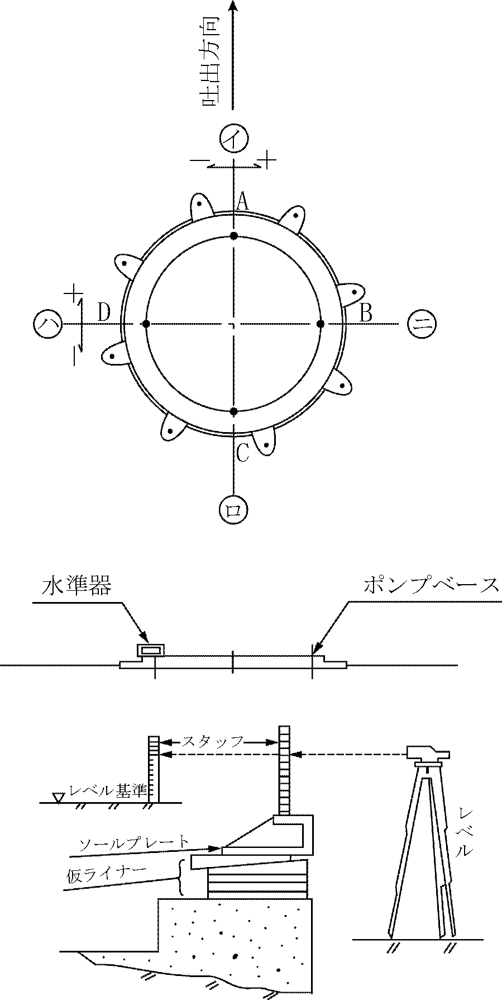 吐出方向
イ
－ ＋
A
＋
ハ D B ニ
－
C
ロ
水準器
ポンプベース
スタッフ
レベル基準
レベル
ソールプレート
仮ライナー